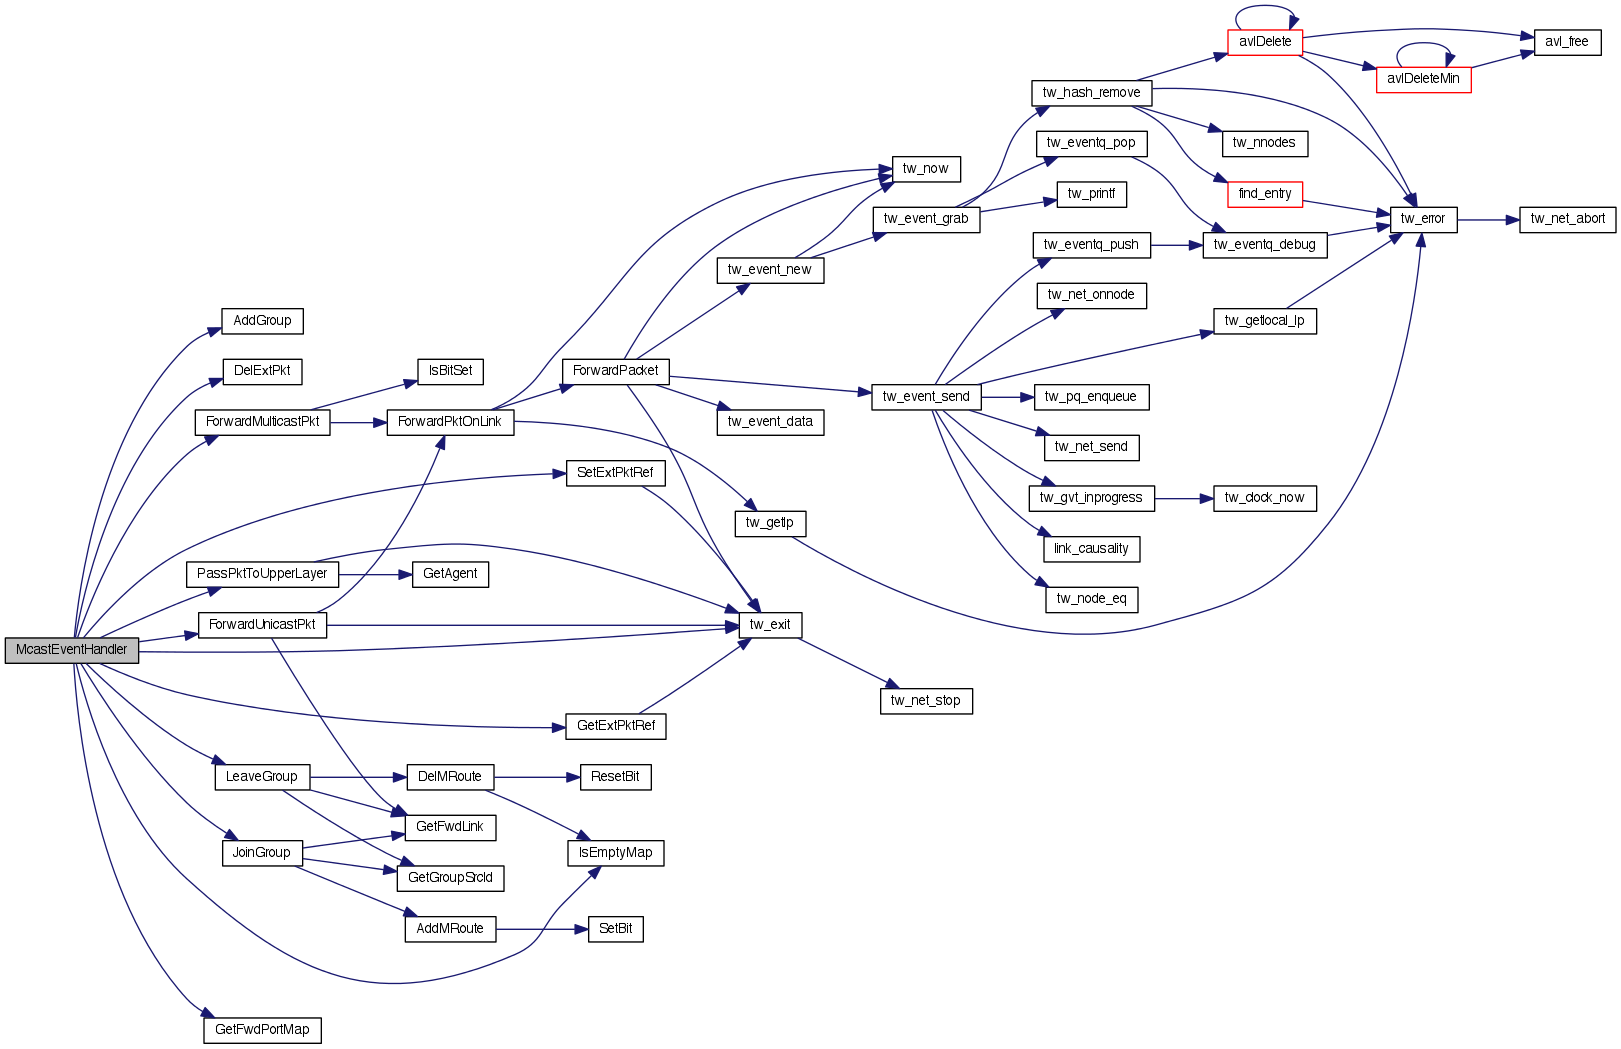 avlDelete
avl_free
avlDeleteMin
tw_hash_remove
tw_eventq_pop
tw_nnodes
tw_now
tw_printf
find_entry
tw_event_grab
tw_error
tw_net_abort
tw_eventq_push
tw_eventq_debug
tw_event_new
tw_net_onnode
AddGroup
tw_getlocal_lp
DelExtPkt
IsBitSet
ForwardPacket
tw_event_send
tw_pq_enqueue
ForwardMulticastPkt
ForwardPktOnLink
tw_event_data
tw_net_send
SetExtPktRef
tw_gvt_inprogress
tw_clock_now
tw_getlp
link_causality
PassPktToUpperLayer
GetAgent
tw_node_eq
ForwardUnicastPkt
tw_exit
McastEventHandler
tw_net_stop
GetExtPktRef
LeaveGroup
DelMRoute
ResetBit
GetFwdLink
JoinGroup
IsEmptyMap
GetGroupSrcId
AddMRoute
SetBit
GetFwdPortMap